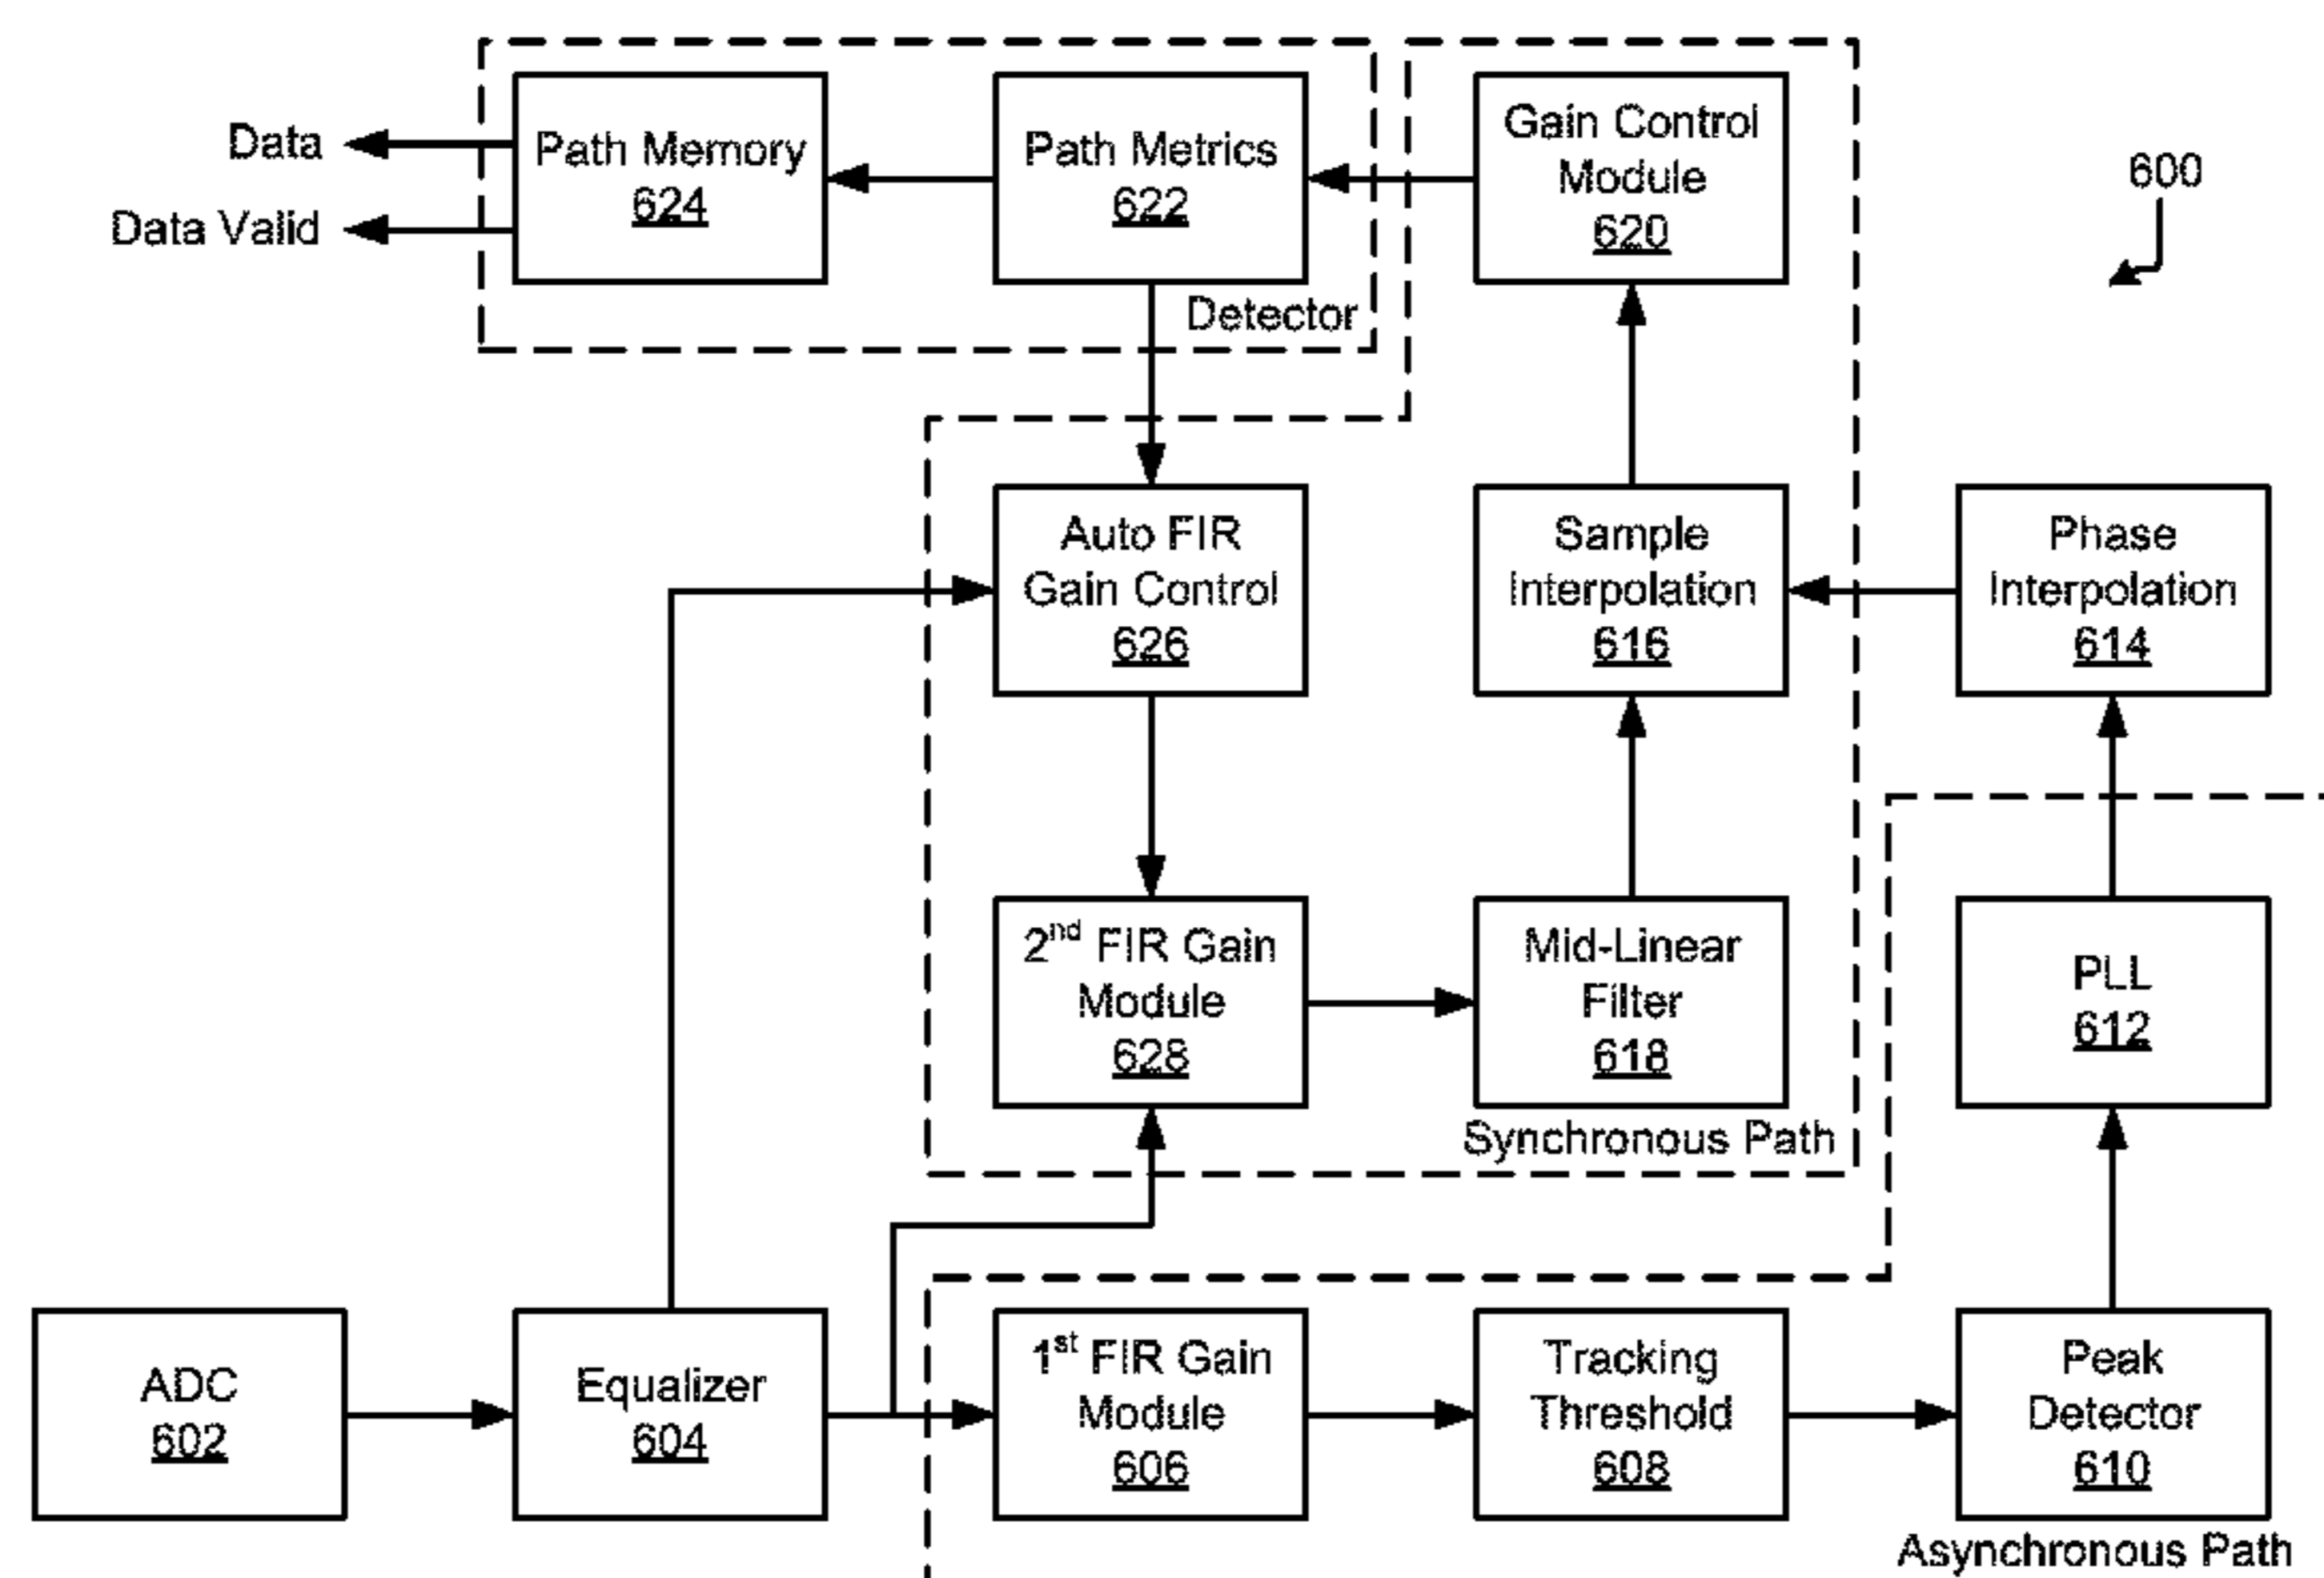 Data
Data Valid
Path Memory
624
Path Metrics
622
Detector
Gain Control
Module
620
600
Auto FIR
Gain Control
626
Sample
Interpolation
616
Phase
Interpolation
614
2nd FIR Gain
Module
628
Mid-Linear
Filter
618
Synchronous Path
PLL
612
ADC
602
Equalizer
604
1st FIR Gain
Module
606
Tracking
Threshold
608
Peak
Detector
610
Asynchronous Path